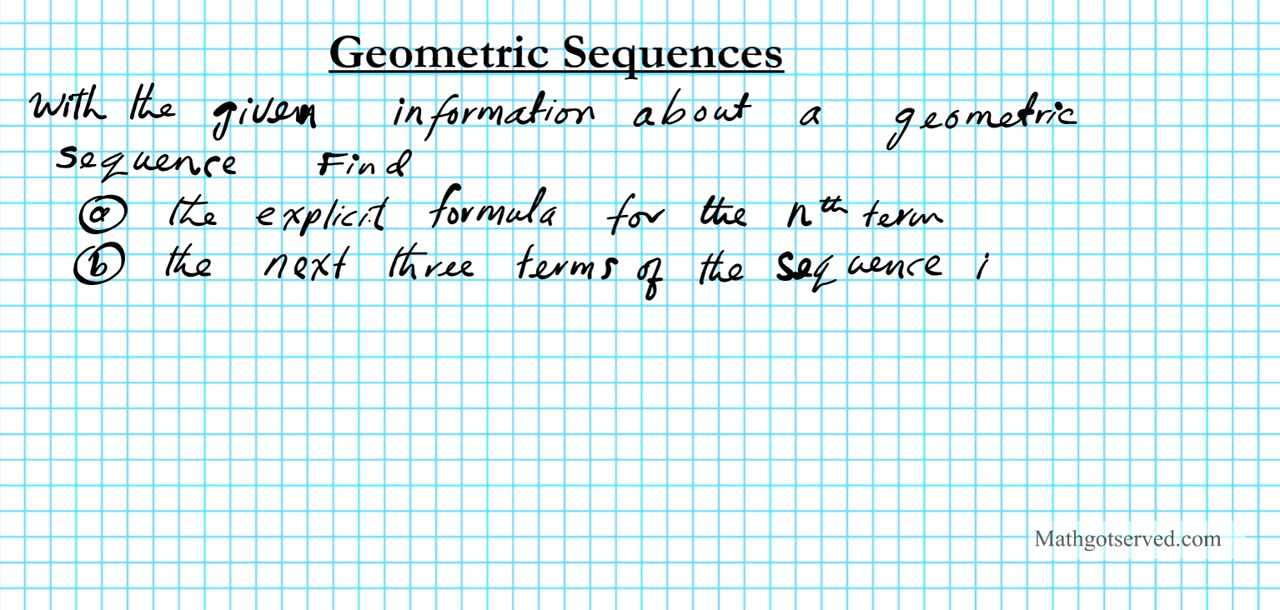 Geometric Sequences
With the given information about a geometric
sequence Find
(a) the explicit formula for the nth term
(b) the next three terms of the sequence i
Mathgotserved.com